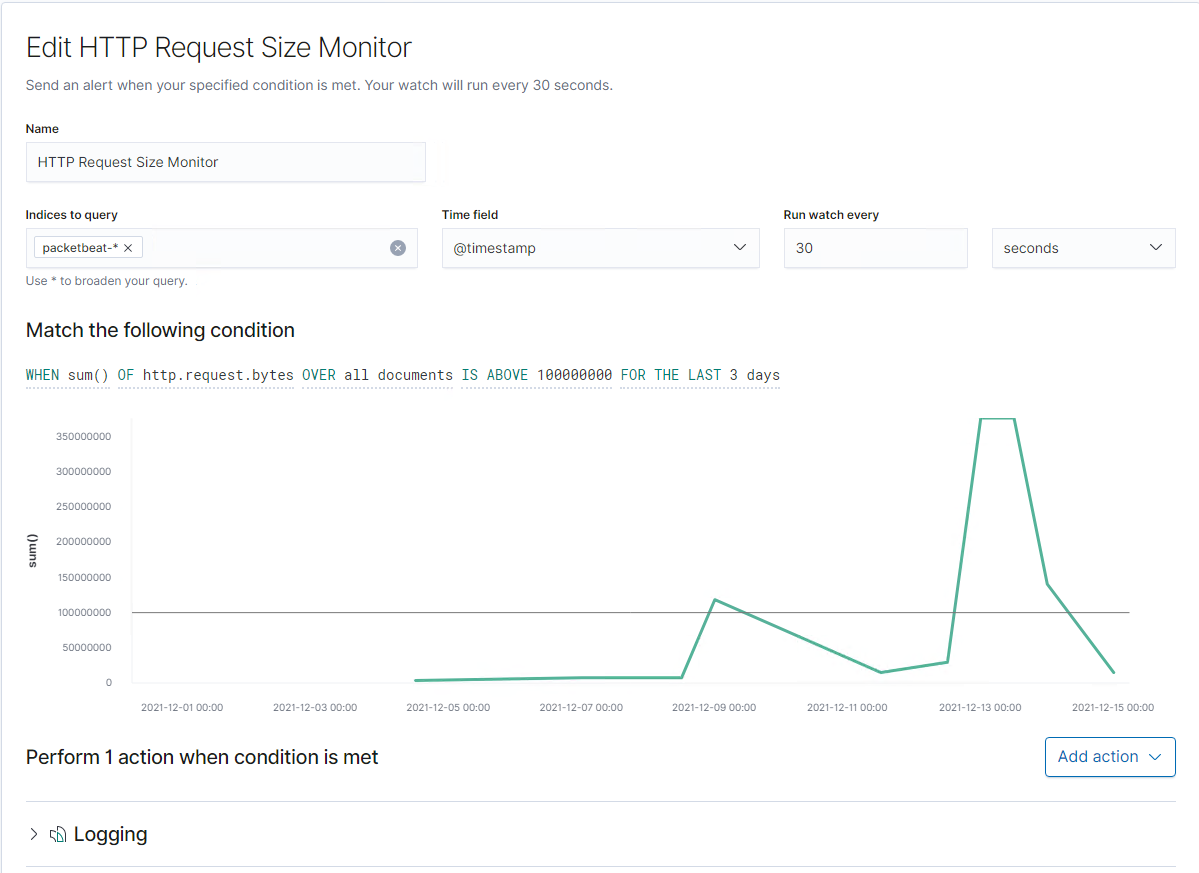 Edit HTTP Request Size Monitor
Send an alert when your specified condition is met. Your watch will run every 30 seconds.
Name
HTTP Request Size Monitor
Indices to query
Time field
Run watch every
packetbeat-*
@timestamp
30
seconds
Use * to broaden your query.
Match the following condition
WHEN sum() OF http.request.bytes OVER all documents IS ABOVE 100000000 FOR THE LAST 3 days
350000000
300000000
250000000
200000000
150000000
100000000
50000000
0
sum()
2021-12-01 00:00
2021-12-03 00:00
2021-12-05 00:00
2021-12-07 00:00
2021-12-09 00:00
2021-12-11 00:00
2021-12-13 00:00
2021-12-15 00:00
Perform 1 action when condition is met
Add action
Logging